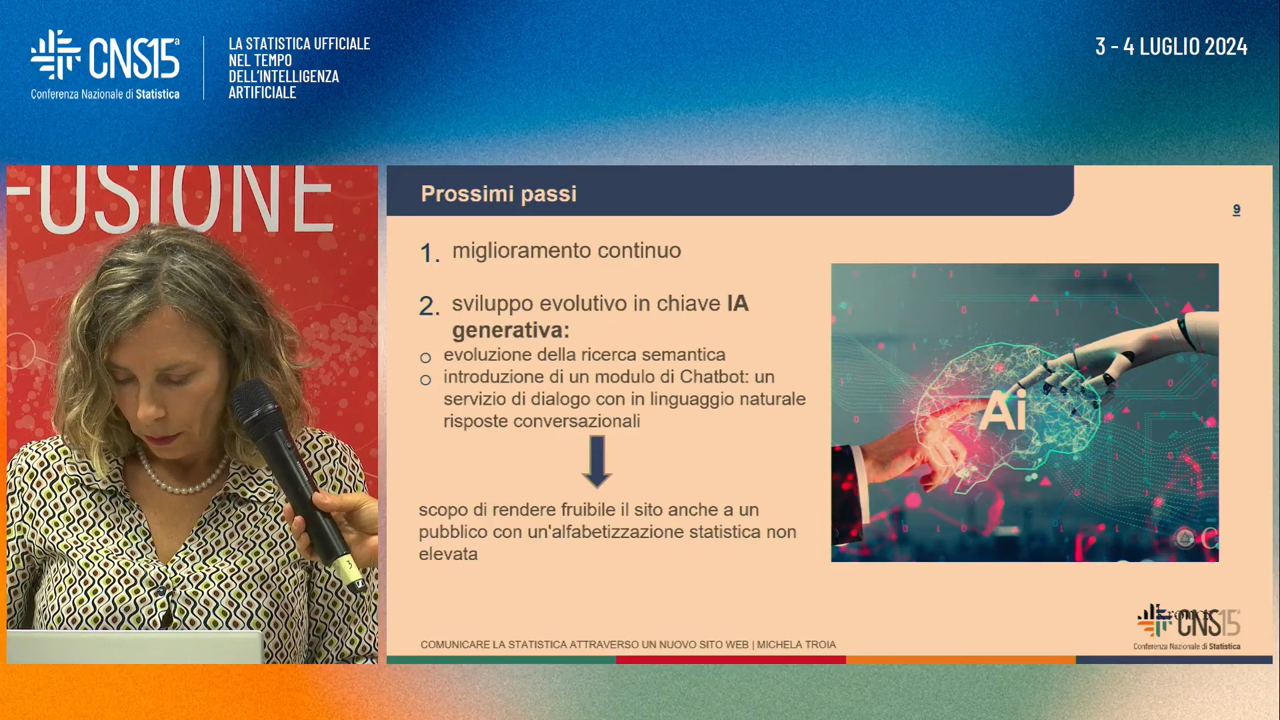 CNS15ª
Conferenza Nazionale di Statistica
LA STATISTICA UFFICIALE
NEL TEMPO
DELL'INTELLIGENZA
ARTIFICIALE
3 - 4 LUGLIO 2024
FUSIONE
Prossimi passi
9
1. miglioramento continuo
2. sviluppo evolutivo in chiave IA
generativa:
o evoluzione della ricerca semantica
o introduzione di un modulo di Chatbot: un
servizio di dialogo con in linguaggio naturale
risposte conversazionali
scopo di rendere fruibile il sito anche a un
pubblico con un'alfabetizzazione statistica non
elevata
Ai
3
COMUNICARE LA STATISTICA ATTRAVERSO UN NUOVO SITO WEB | MICHELA TROIA
CNS15
Conferenza Nazionale di Statistica